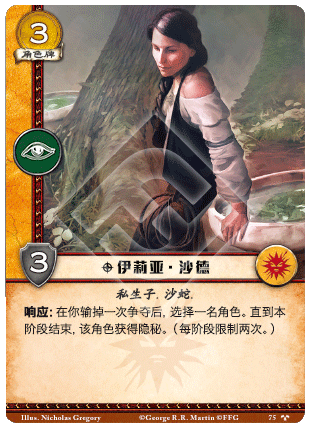 3
角色牌
3
伊莉亚·沙德
私生子. 沙蛇.
响应: 在你输掉一次争夺后, 选择一名角色。直到本
阶段结束, 该角色获得隐秘。(每阶段限制两次。)
Illus. Nicholas Gregory ©George R.R. Martin ©FFG 75